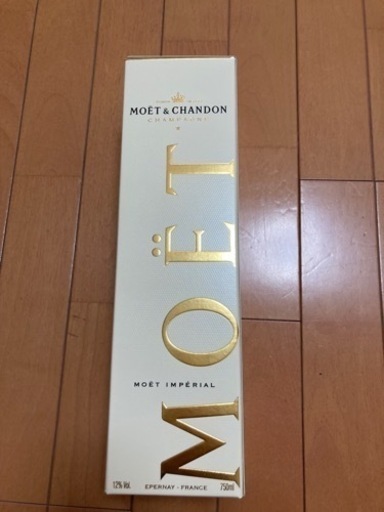 MOËT & CHANDON
CHAMPAGNE
MOËT
MOËT IMPÉRIAL
12% Vol.
EPERNAY - FRANCE
750ml